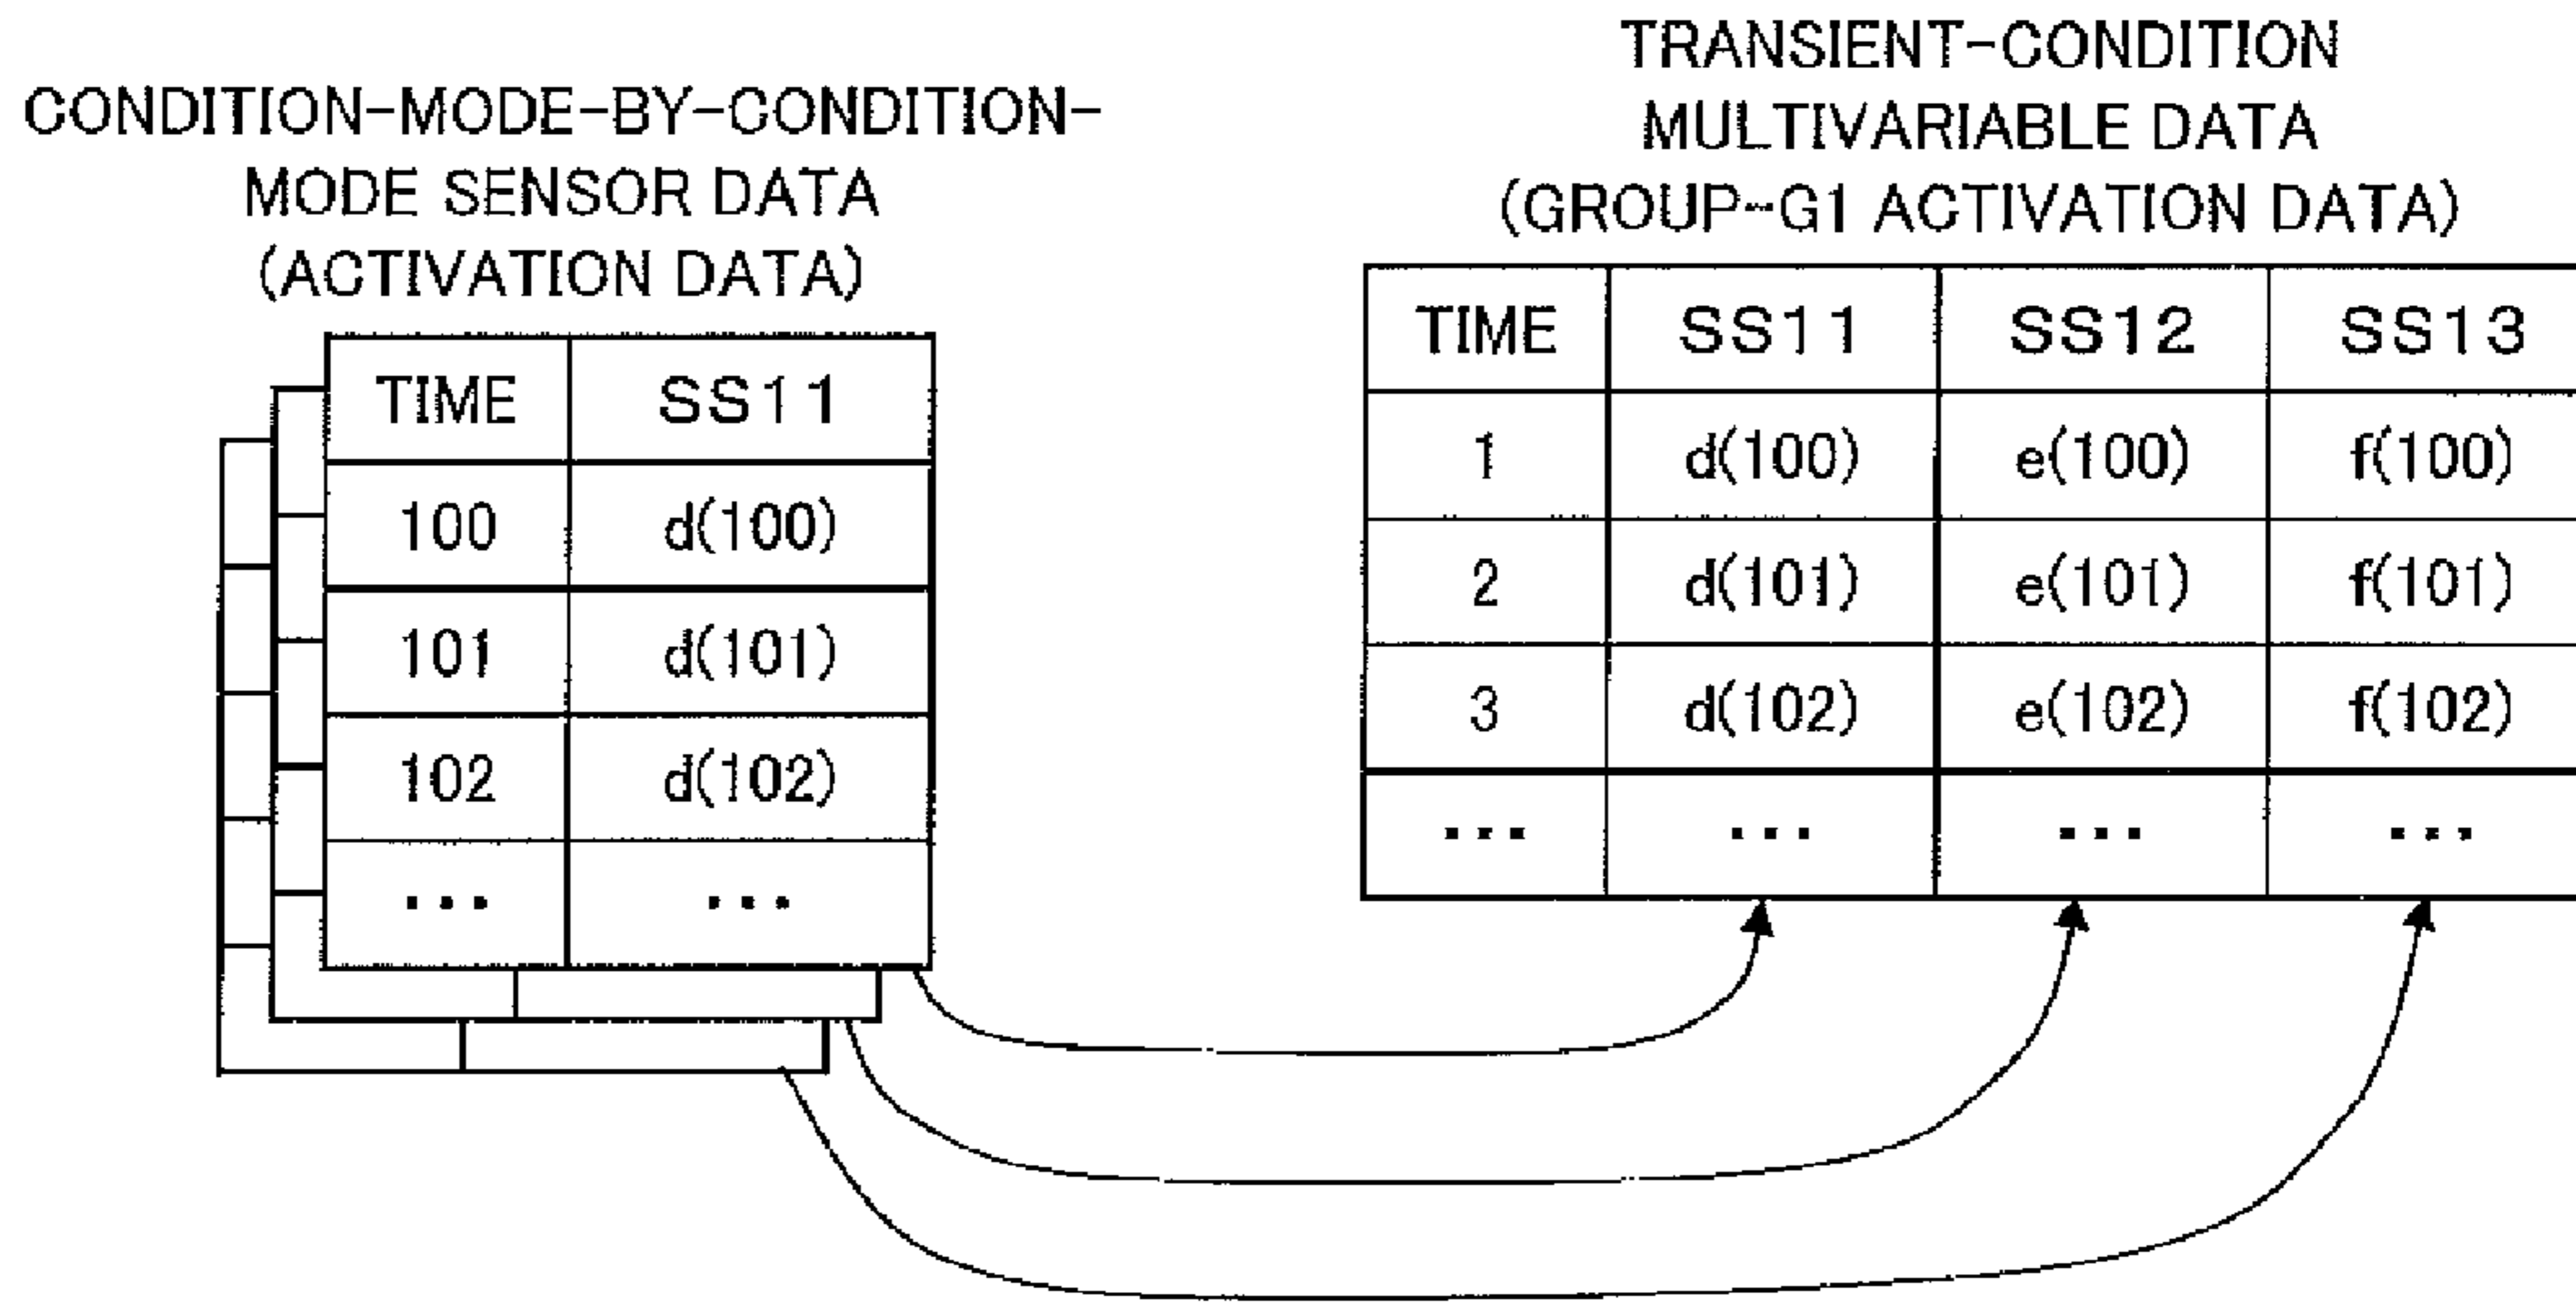 CONDITION-MODE-BY-CONDITION-
MODE SENSOR DATA
(ACTIVATION DATA)
TIME SS11
100 d(100)
101 d(101)
102 d(102)
... ...
TRANSIENT-CONDITION
MULTIVARIABLE DATA
(GROUP-G1 ACTIVATION DATA)
TIME SS11 SS12 SS13
1 d(100) e(100) f(100)
2 d(101) e(101) f(101)
3 d(102) e(102) f(102)
... ... ... ...